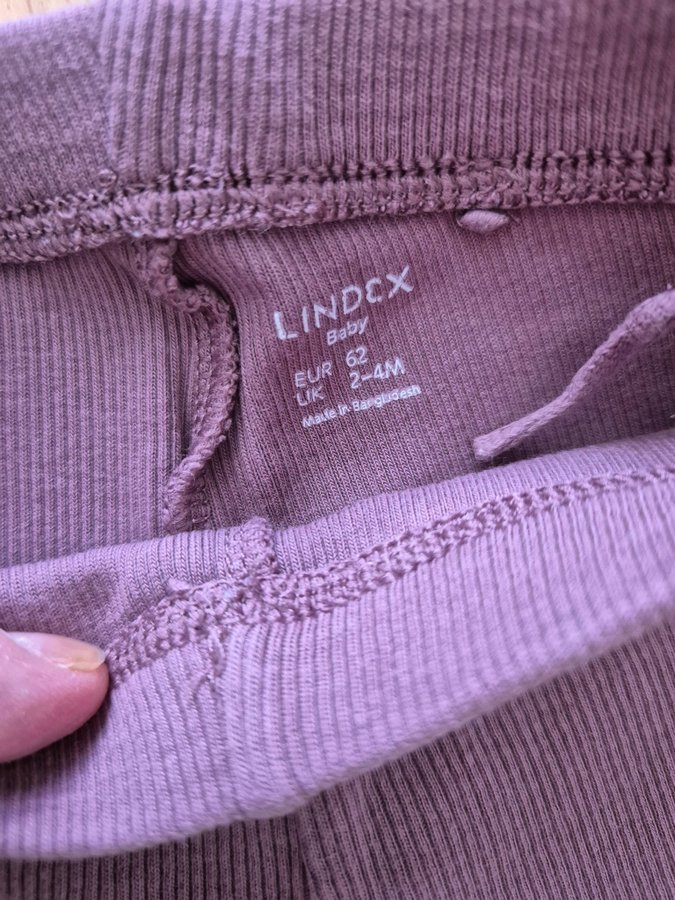 LINDEX
Baby
EUR 62
UK 2-4M
Made in Bangladesh